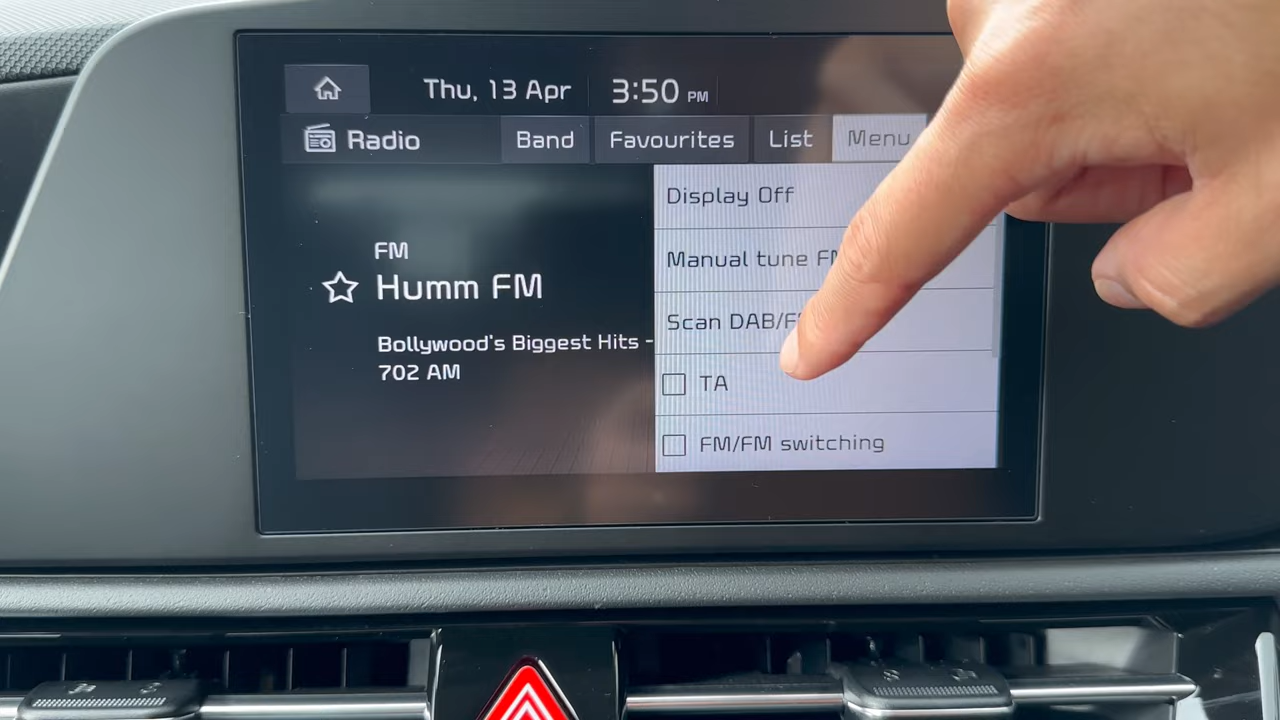 Thu, 13 Apr 3:50 PM
Radio Band Favourites List Menu
Display Off
Manual tune
FM
Humm FM
Scan
Bollywood's Biggest Hits -
702 AM
TA
FM/FM switching